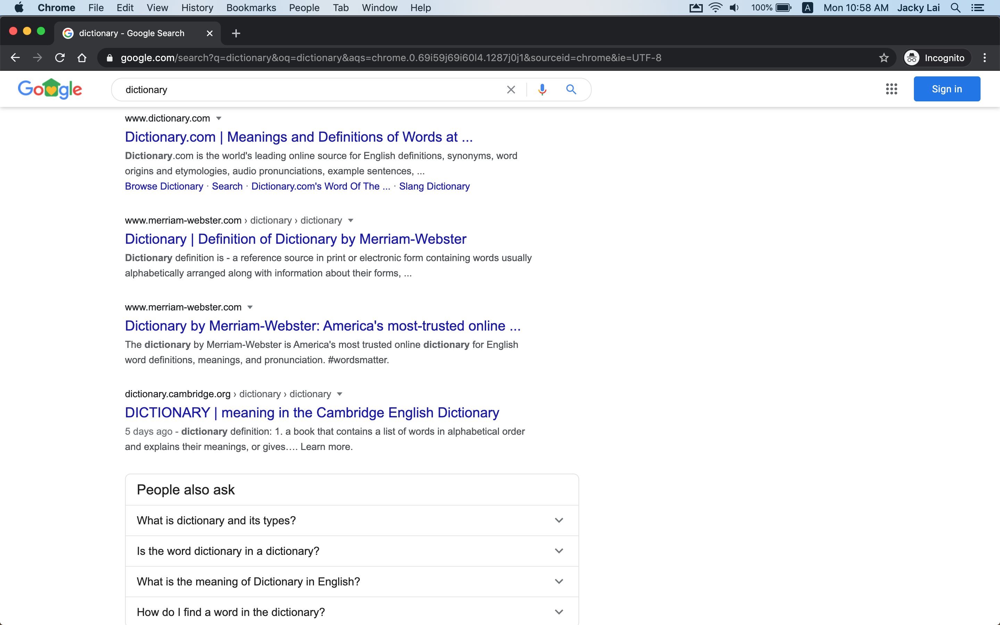 Chrome File Edit View History Bookmarks People Tab Window Help 100% A Mon 10:58 AM Jacky Lai
dictionary - Google Search
google.com/search?q=dictionary&oq=dictionary&aqs=chrome.0.69i59j69i60l4.1287j0j1&sourceid=chrome&ie=UTF-8 Incognito
Google dictionary Sign in
www.dictionary.com
Dictionary.com | Meanings and Definitions of Words at ...
Dictionary.com is the world's leading online source for English definitions, synonyms, word
origins and etymologies, audio pronunciations, example sentences, ...
Browse Dictionary · Search · Dictionary.com's Word Of The ... · Slang Dictionary
www.merriam-webster.com › dictionary › dictionary
Dictionary | Definition of Dictionary by Merriam-Webster
Dictionary definition is - a reference source in print or electronic form containing words usually
alphabetically arranged along with information about their forms, ...
www.merriam-webster.com
Dictionary by Merriam-Webster: America's most-trusted online ...
The dictionary by Merriam-Webster is America's most trusted online dictionary for English
word definitions, meanings, and pronunciation. #wordsmatter.
dictionary.cambridge.org › dictionary › dictionary
DICTIONARY | meaning in the Cambridge English Dictionary
5 days ago - dictionary definition: 1. a book that contains a list of words in alphabetical order
and explains their meanings, or gives…. Learn more.
People also ask
What is dictionary and its types?
Is the word dictionary in a dictionary?
What is the meaning of Dictionary in English?
How do I find a word in the dictionary?